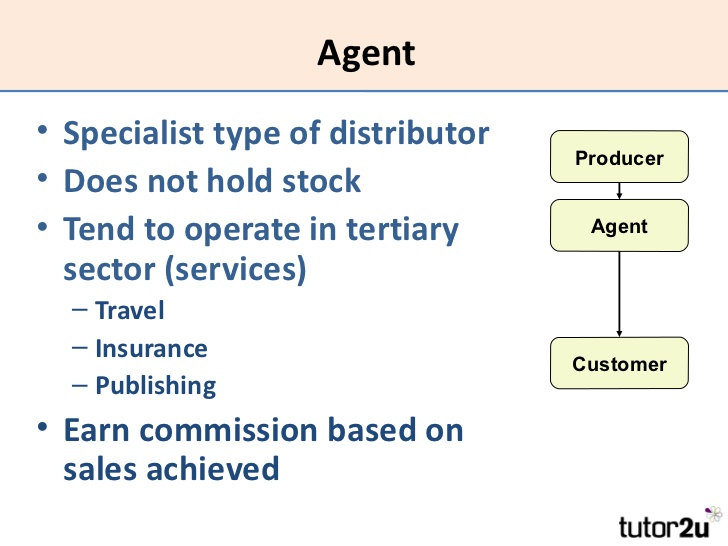 Agent
• Specialist type of distributor
• Does not hold stock
• Tend to operate in tertiary
sector (services)
– Travel
– Insurance
– Publishing
• Earn commission based on
sales achieved
Producer
Agent
Customer
tutor2u